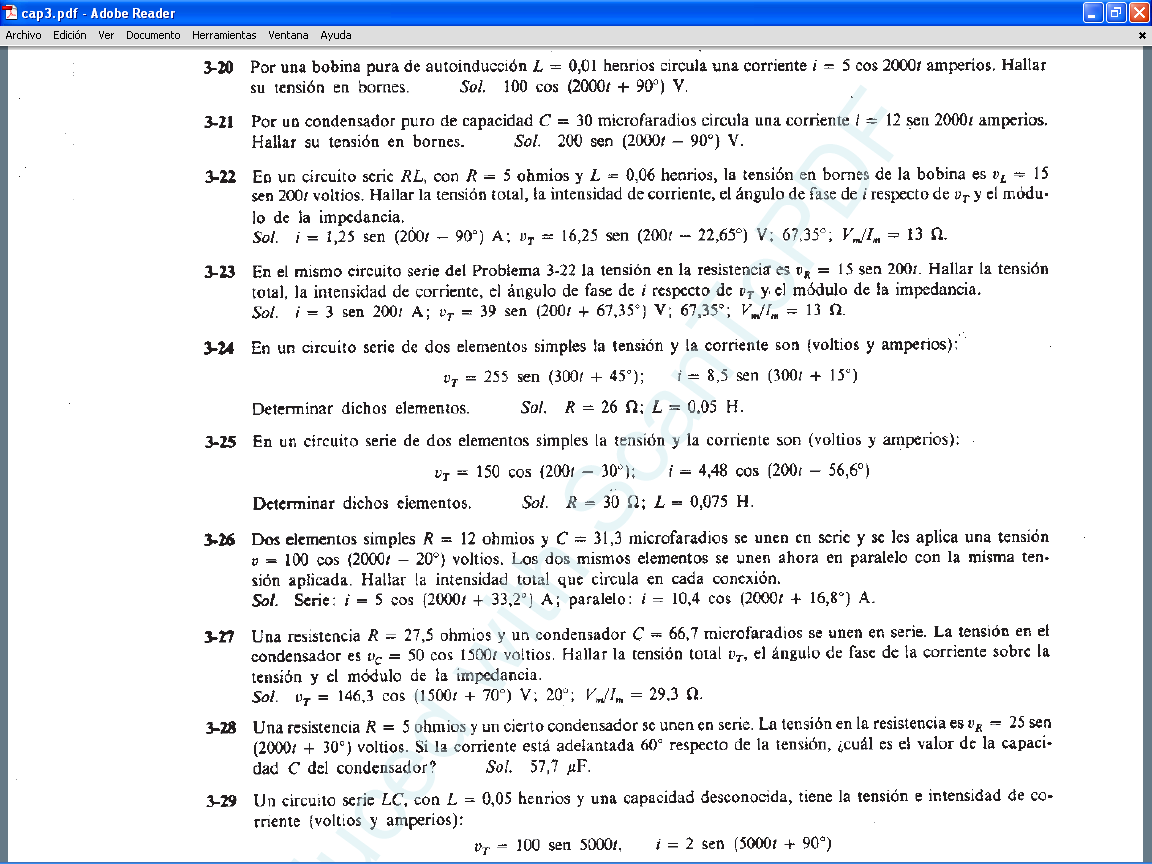 cap3.pdf - Adobe Reader
Archivo Edición Ver Documento Herramientas Ventana Ayuda
3-20 Por una bobina pura de autoinducción L = 0,01 henrios circula una corriente i = 5 cos 2000t amperios. Hallar
su tensión en bornes. Sol. 100 cos (2000t + 90°) V.
3-21 Por un condensador puro de capacidad C = 30 microfaradios circula una corriente i = 12 sen 2000t amperios.
Hallar su tensión en bornes. Sol. 200 sen (2000t − 90°) V.
3-22 En un circuito serie RL, con R = 5 ohmios y L = 0,06 henrios, la tensión en bornes de la bobina es v_L = 15
sen 200t voltios. Hallar la tensión total, la intensidad de corriente, el ángulo de fase de i respecto de v_T y el módu-
lo de la impedancia.
Sol. i = 1,25 sen (200t − 90°) A; v_T = 16,25 sen (200t − 22,65°) V; 67,35°; V_m/I_m = 13 Ω.
3-23 En el mismo circuito serie del Problema 3-22 la tensión en la resistencia es v_R = 15 sen 200t. Hallar la tensión
total, la intensidad de corriente, el ángulo de fase de i respecto de v_T y el módulo de la impedancia.
Sol. i = 3 sen 200t A; v_T = 39 sen (200t + 67,35°) V; 67,35°; V_m/I_m = 13 Ω.
3-24 En un circuito serie de dos elementos simples la tensión y la corriente son (voltios y amperios):
v_T = 255 sen (300t + 45°); i = 8,5 sen (300t + 15°)
Determinar dichos elementos. Sol. R = 26 Ω; L = 0,05 H.
3-25 En un circuito serie de dos elementos simples la tensión y la corriente son (voltios y amperios):
v_T = 150 cos (200t − 30°); i = 4,48 cos (200t − 56,6°)
Determinar dichos elementos. Sol. R = 30 Ω; L = 0,075 H.
3-26 Dos elementos simples R = 12 ohmios y C = 31,3 microfaradios se unen en serie y se les aplica una tensión
v = 100 cos (2000t − 20°) voltios. Los dos mismos elementos se unen ahora en paralelo con la misma ten-
sión aplicada. Hallar la intensidad total que circula en cada conexión.
Sol. Serie: i = 5 cos (2000t + 33,2°) A; paralelo: i = 10,4 cos (2000t + 16,8°) A.
3-27 Una resistencia R = 27,5 ohmios y un condensador C = 66,7 microfaradios se unen en serie. La tensión en el
condensador es v_C = 50 cos 1500t voltios. Hallar la tensión total v_T, el ángulo de fase de la corriente sobre la
tensión y el módulo de la impedancia.
Sol. v_T = 146,3 cos (1500t + 70°) V; 20°; V_m/I_m = 29,3 Ω.
3-28 Una resistencia R = 5 ohmios y un cierto condensador se unen en serie. La tensión en la resistencia es v_R = 25 sen
(2000t + 30°) voltios. Si la corriente está adelantada 60° respecto de la tensión, ¿cuál es el valor de la capaci-
dad C del condensador? Sol. 57,7 µF.
3-29 Un circuito serie LC, con L = 0,05 henrios y una capacidad desconocida, tiene la tensión e intensidad de co-
rriente (voltios y amperios):
v_T = 100 sen 5000t, i = 2 sen (5000t + 90°)
uced with ScanToPDF